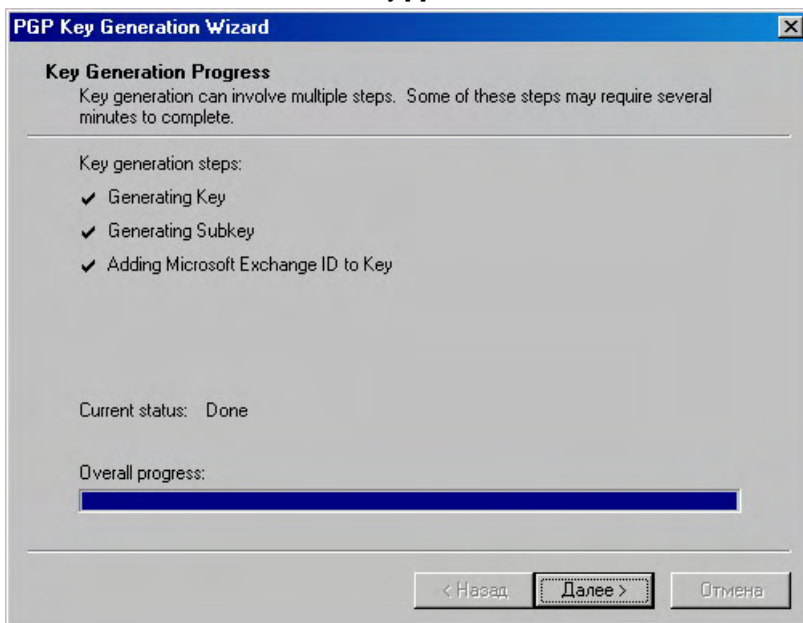 PGP Key Generation Wizard
Key Generation Progress
Key generation can involve multiple steps. Some of these steps may require several
minutes to complete.
Key generation steps:
Generating Key
Generating Subkey
Adding Microsoft Exchange ID to Key
Current status: Done
Overall progress:
< Назад Далее > Отмена